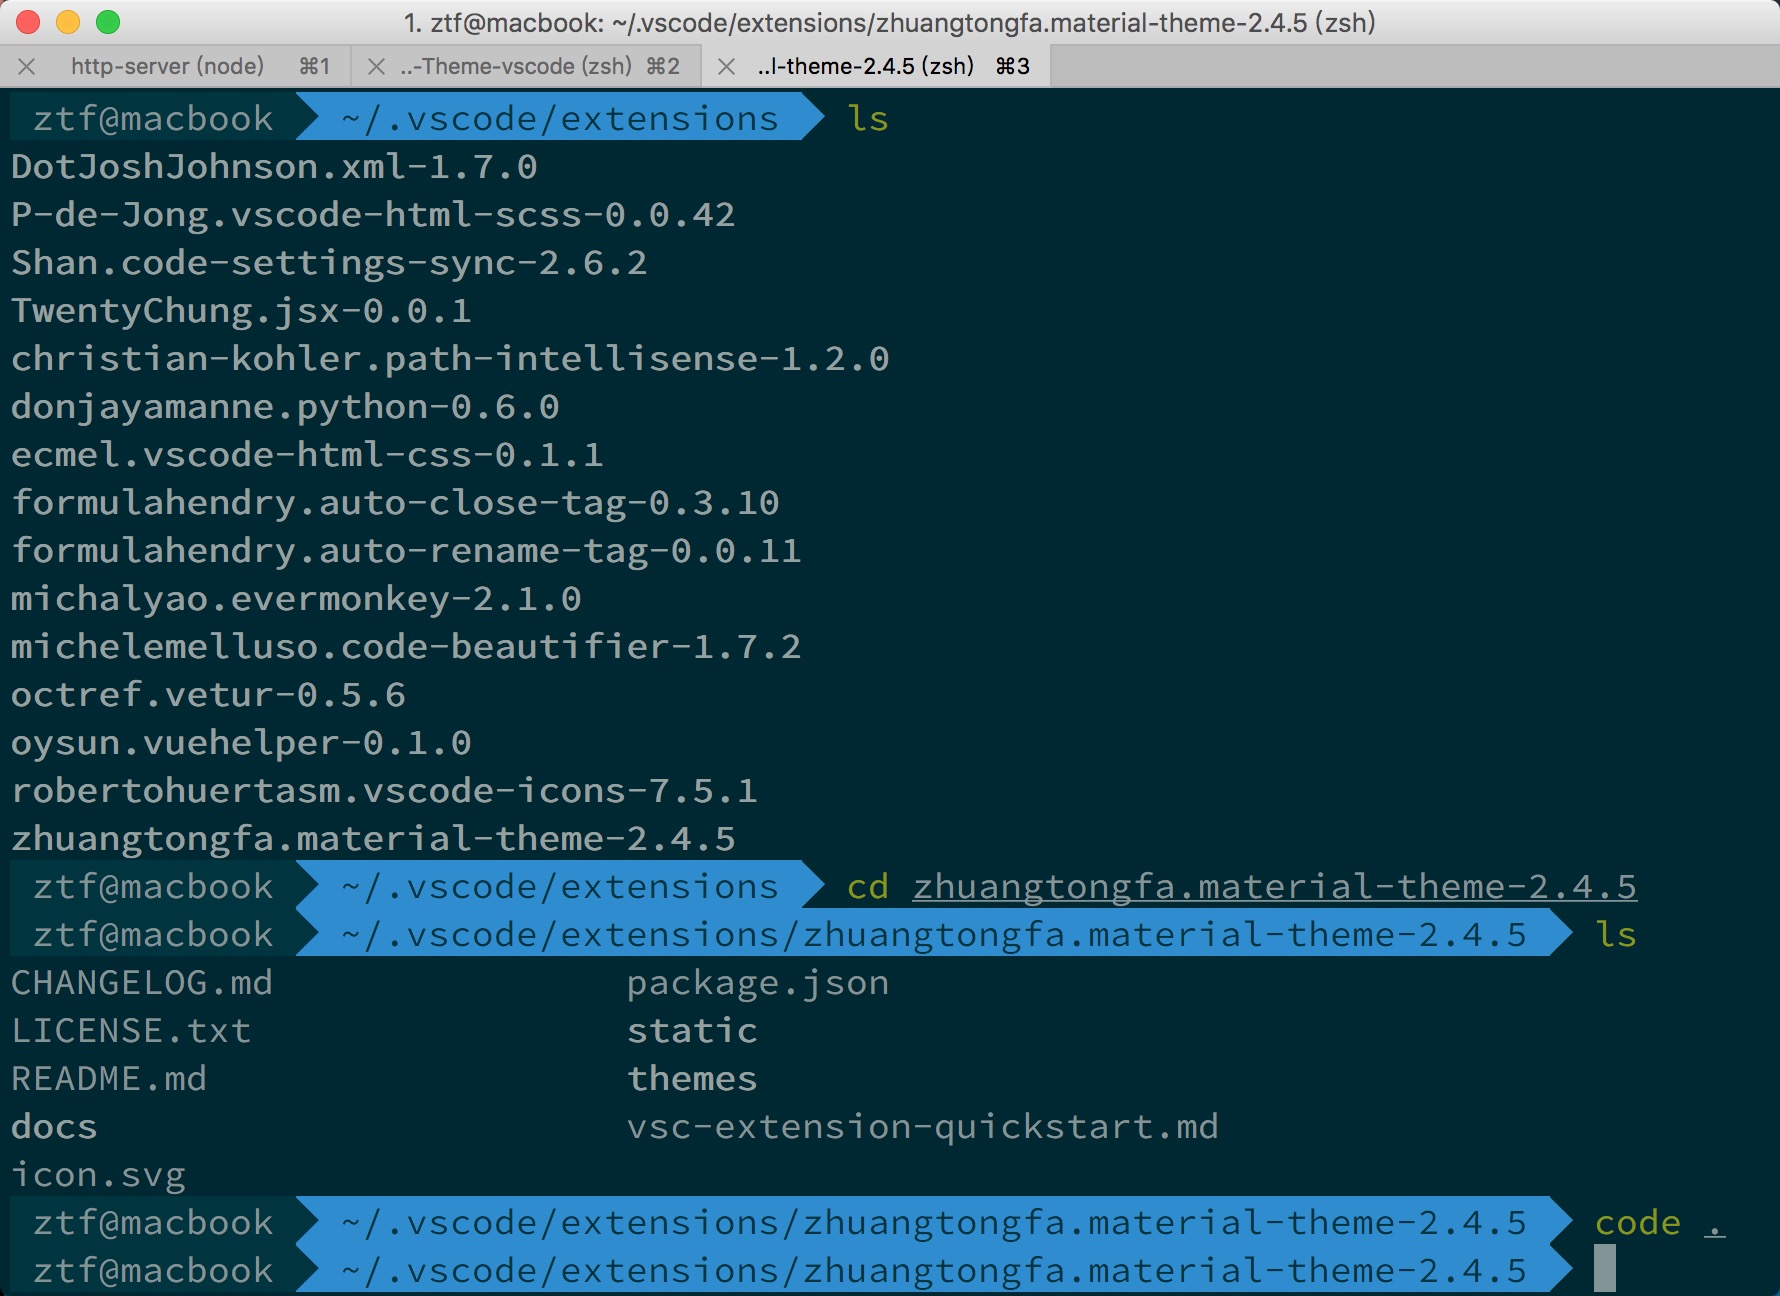 1. ztf@macbook: ~/.vscode/extensions/zhuangtongfa.material-theme-2.4.5 (zsh)
http-server (node) ⌘1 ..-Theme-vscode (zsh) ⌘2 ..l-theme-2.4.5 (zsh) ⌘3
ztf@macbook ~/.vscode/extensions ls
DotJoshJohnson.xml-1.7.0
P-de-Jong.vscode-html-scss-0.0.42
Shan.code-settings-sync-2.6.2
TwentyChung.jsx-0.0.1
christian-kohler.path-intellisense-1.2.0
donjayamanne.python-0.6.0
ecmel.vscode-html-css-0.1.1
formulahendry.auto-close-tag-0.3.10
formulahendry.auto-rename-tag-0.0.11
michalyao.evermonkey-2.1.0
michelemelluso.code-beautifier-1.7.2
octref.vetur-0.5.6
oysun.vuehelper-0.1.0
robertohuertasm.vscode-icons-7.5.1
zhuangtongfa.material-theme-2.4.5
ztf@macbook ~/.vscode/extensions cd zhuangtongfa.material-theme-2.4.5
ztf@macbook ~/.vscode/extensions/zhuangtongfa.material-theme-2.4.5 ls
CHANGELOG.md package.json
LICENSE.txt static
README.md themes
docs vsc-extension-quickstart.md
icon.svg
ztf@macbook ~/.vscode/extensions/zhuangtongfa.material-theme-2.4.5 code .
ztf@macbook ~/.vscode/extensions/zhuangtongfa.material-theme-2.4.5